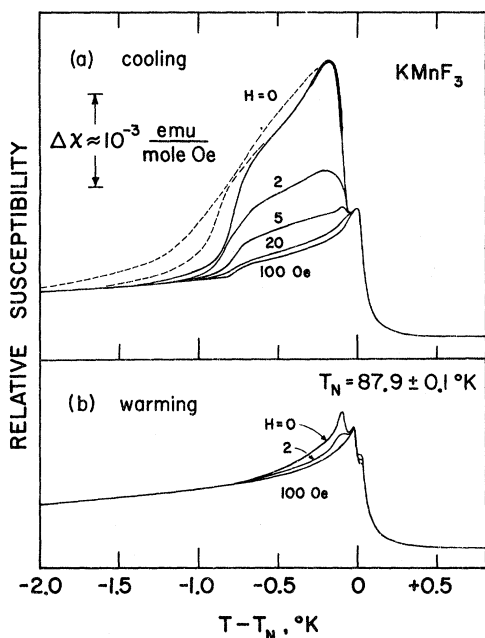 (a) cooling
KMnF₃
H=0
Δχ≈10⁻³ emu/mole Oe
2
5
20
100 Oe
RELATIVE SUSCEPTIBILITY
T_N = 87.9 ± 0.1 °K
(b) warming
H=0
2
100 Oe
-2.0 -1.5 -1.0 -0.5 0 +0.5
T-T_N, °K